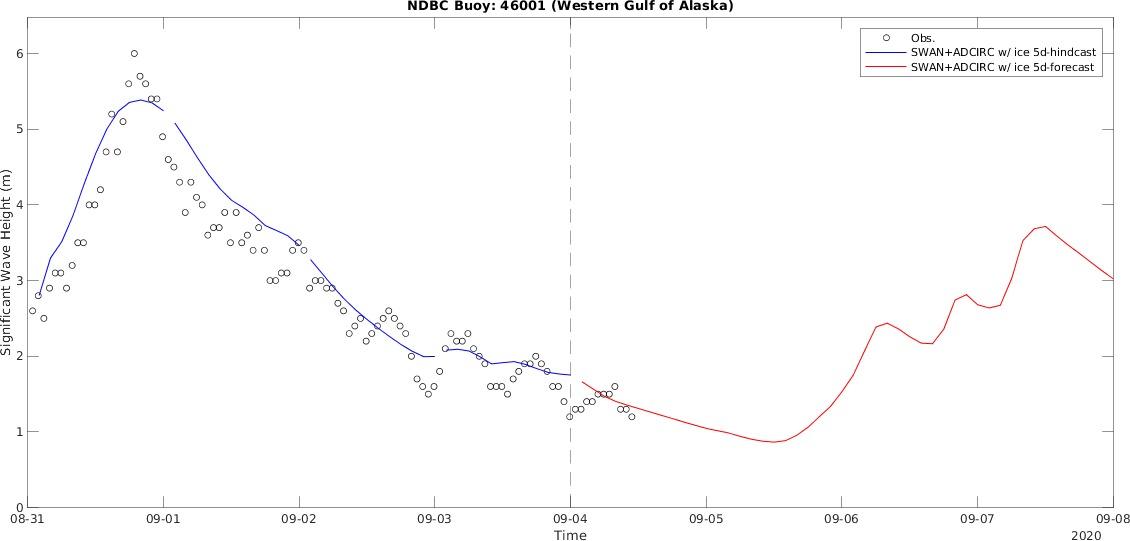 NDBC Buoy: 46001 (Western Gulf of Alaska)
Obs.
SWAN+ADCIRC w/ ice 5d-hindcast
SWAN+ADCIRC w/ ice 5d-forecast
Significant Wave Height (m)
6
5
4
3
2
1
0
08-31 09-01 09-02 09-03 09-04 09-05 09-06 09-07 09-08
Time
2020